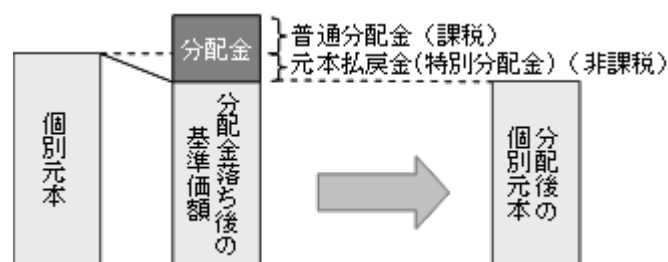 分配金
普通分配金(課税)
元本払戻金(特別分配金)(非課税)
個別元本
分配金落ち後の
基準価額
分配後の
個別元本